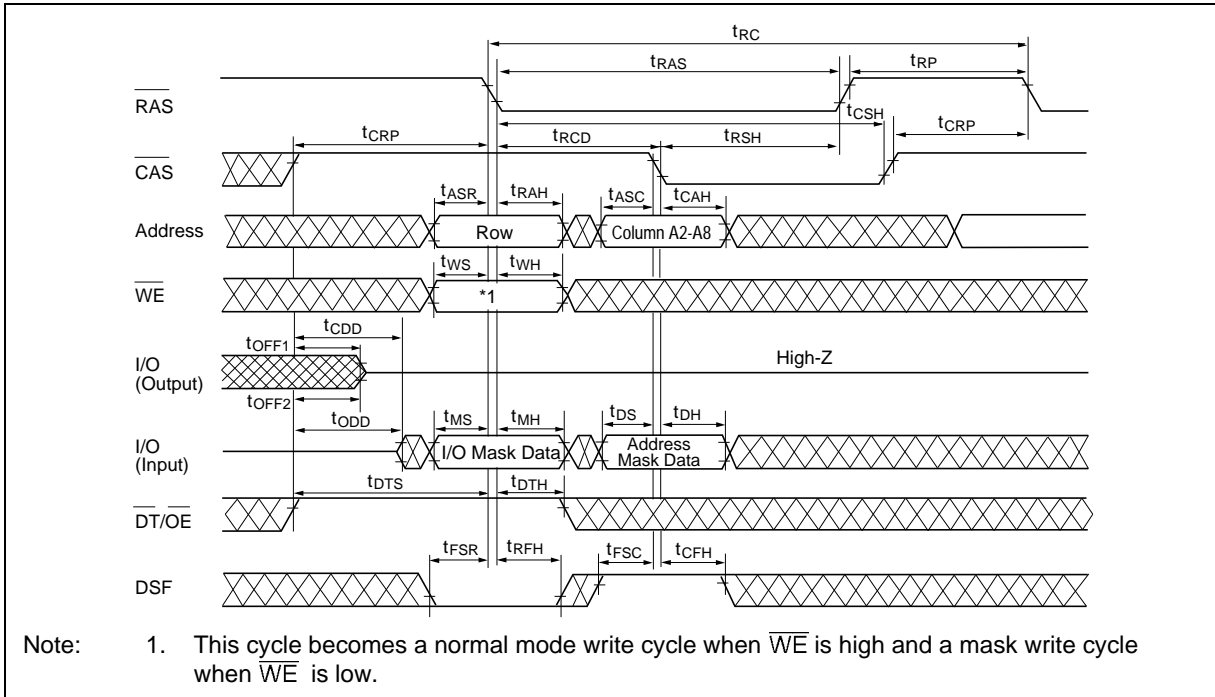 tRC
tRAS
tRP
RAS
tCSH
tCRP
tRCD
tRSH
tCRP
CAS
tASR
tRAH
tASC
tCAH
Address
Row
Column A2-A8
tWS
tWH
WE
*1
tCDD
tOFF1
I/O
(Output)
High-Z
tOFF2
tODD
tMS
tMH
tDS
tDH
I/O
(Input)
I/O Mask Data
Address
Mask Data
tDTS
tDTH
DT/OE
tFSR
tRFH
tFSC
tCFH
DSF
Note: 1. This cycle becomes a normal mode write cycle when WE is high and a mask write cycle
when WE is low.